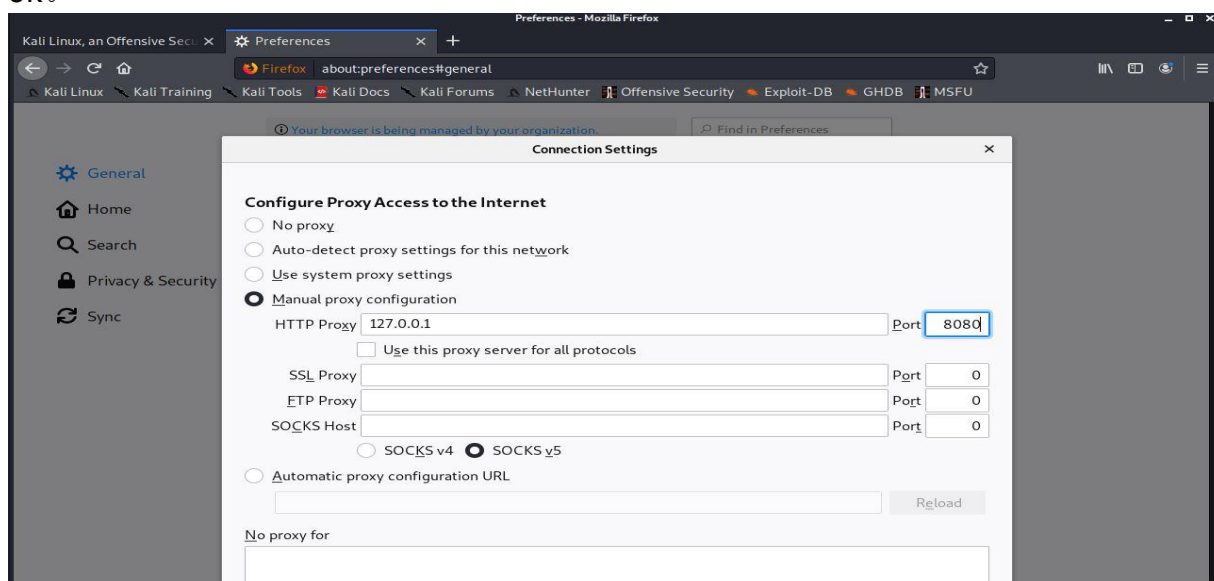 Preferences - Mozilla Firefox
Kali Linux, an Offensive Secu Preferences
Firefox about:preferences#general
Kali Linux Kali Training Kali Tools Kali Docs Kali Forums NetHunter Offensive Security Exploit-DB GHDB MSFU
Your browser is being managed by your organization. Find in Preferences
Connection Settings
General
Configure Proxy Access to the Internet
Home
No proxy
Search
Auto-detect proxy settings for this network
Use system proxy settings
Privacy & Security
Manual proxy configuration
Sync
HTTP Proxy 127.0.0.1 Port 8080
Use this proxy server for all protocols
SSL Proxy Port 0
FTP Proxy Port 0
SOCKS Host Port 0
SOCKS v4 SOCKS v5
Automatic proxy configuration URL
Reload
No proxy for